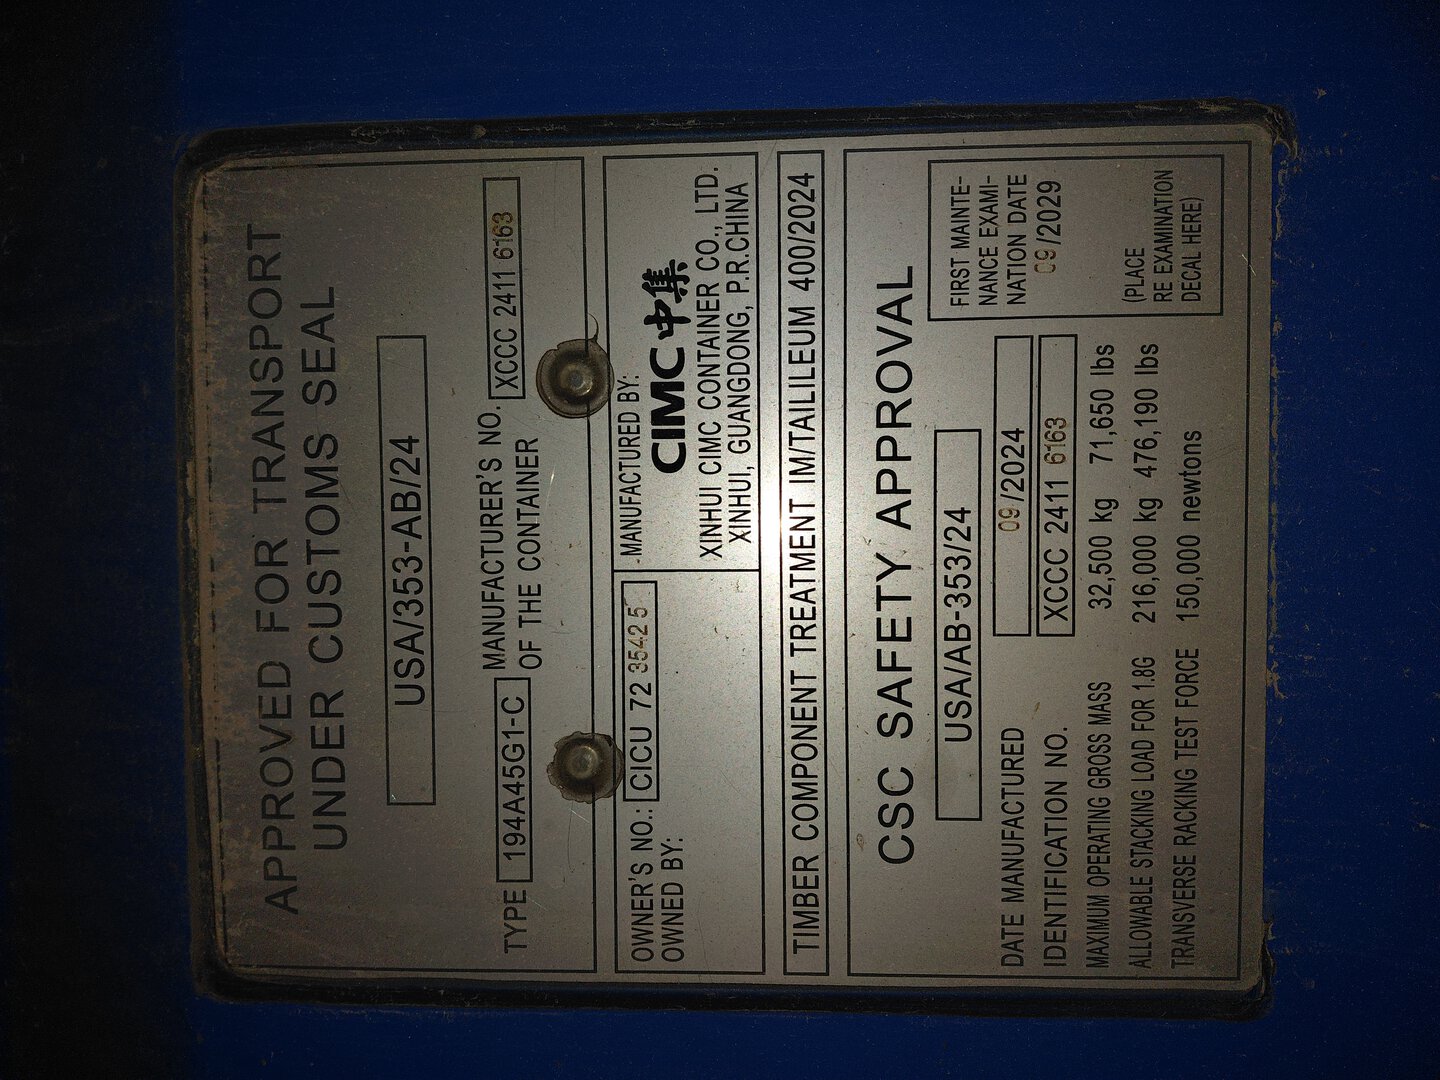 APPROVED FOR TRANSPORT
UNDER CUSTOMS SEAL
USA/353-AB/24
TYPE 194A45G1-C MANUFACTURER'S NO. XCCC 2411 6163
OF THE CONTAINER
OWNER'S NO.: CICU 72 3542 5
OWNED BY:
MANUFACTURED BY:
CIMC 中集
XINHUI CIMC CONTAINER CO., LTD.
XINHUI, GUANGDONG, P.R.CHINA
TIMBER COMPONENT TREATMENT IM/TAILILEUM 400/2024
CSC SAFETY APPROVAL
USA/AB-353/24
DATE MANUFACTURED 09/2024
IDENTIFICATION NO. XCCC 2411 6163
MAXIMUM OPERATING GROSS MASS 32,500 kg 71,650 lbs
ALLOWABLE STACKING LOAD FOR 1.8G 216,000 kg 476,190 lbs
TRANSVERSE RACKING TEST FORCE 150,000 newtons
FIRST MAINTE-
NANCE EXAMI-
NATION DATE
09/2029
(PLACE
RE EXAMINATION
DECAL HERE)